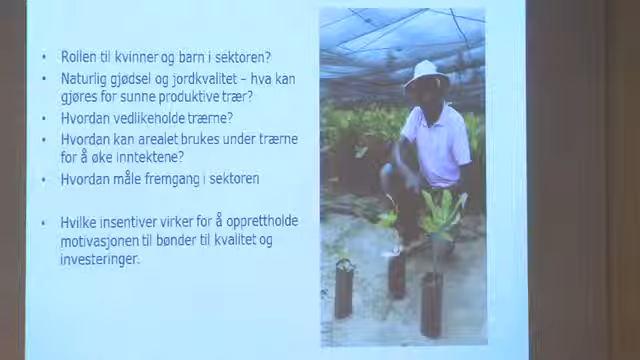 • Rollen til kvinner og barn i sektoren?
• Naturlig gjødsel og jordkvalitet – hva kan
gjøres for sunne produktive trær?
• Hvordan vedlikeholde trærne?
• Hvordan kan arealet brukes under trærne
for å øke inntektene?
• Hvordan måle fremgang i sektoren
• Hvilke insentiver virker for å opprettholde
motivasjonen til bønder til kvalitet og
investeringer.